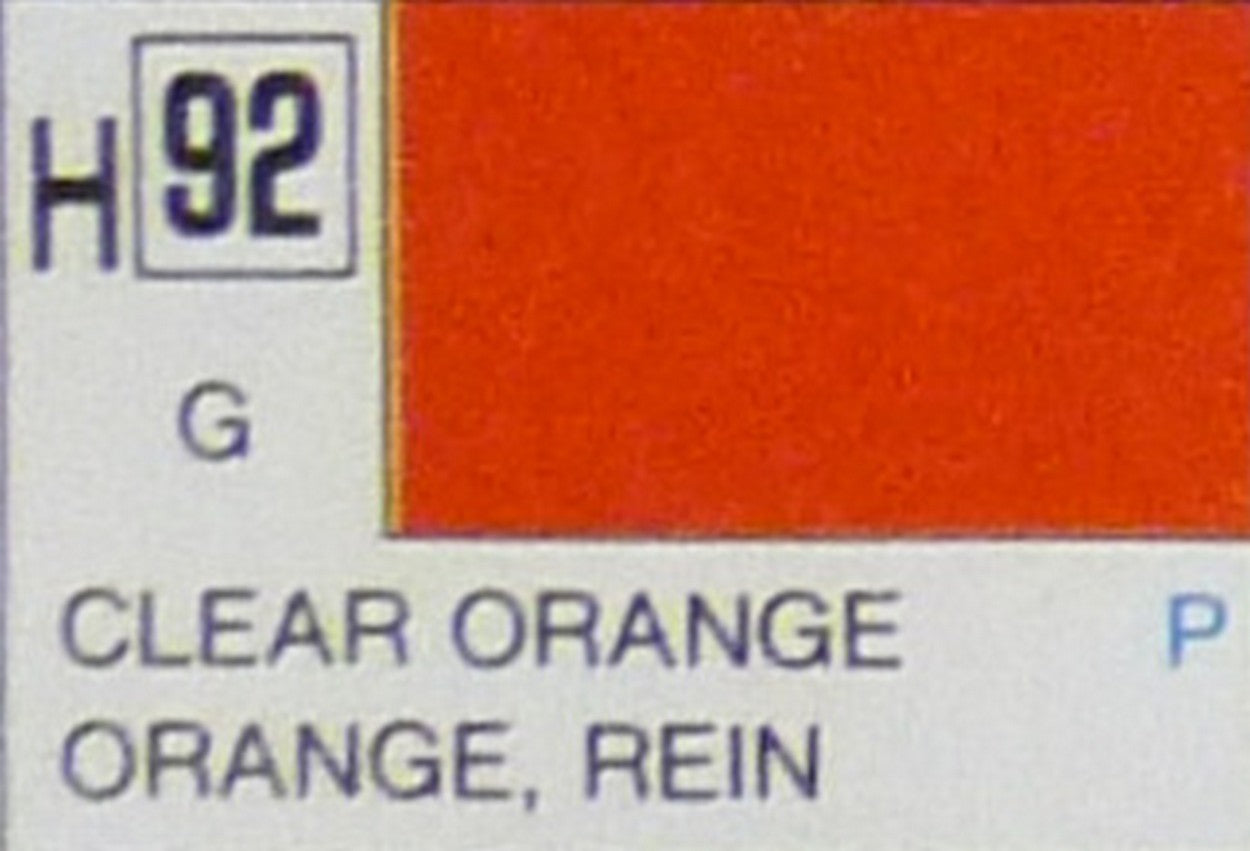 H 92
G
CLEAR ORANGE P
ORANGE, REIN